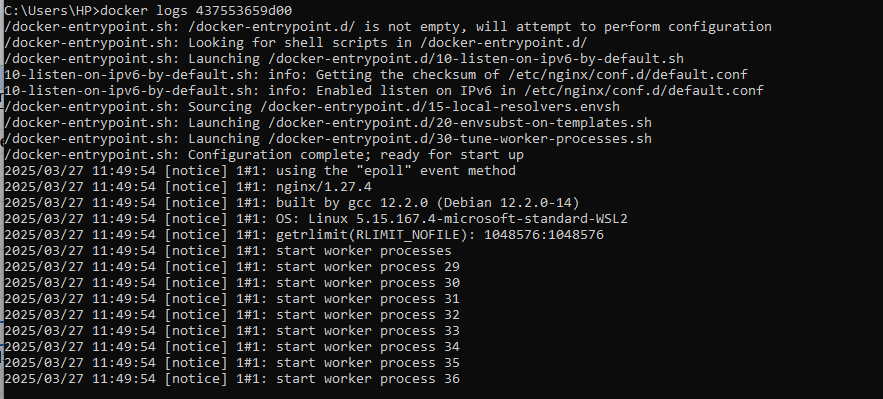 C:\Users\HP>docker logs 437553659d00
/docker-entrypoint.sh: /docker-entrypoint.d/ is not empty, will attempt to perform configuration
/docker-entrypoint.sh: Looking for shell scripts in /docker-entrypoint.d/
/docker-entrypoint.sh: Launching /docker-entrypoint.d/10-listen-on-ipv6-by-default.sh
10-listen-on-ipv6-by-default.sh: info: Getting the checksum of /etc/nginx/conf.d/default.conf
10-listen-on-ipv6-by-default.sh: info: Enabled listen on IPv6 in /etc/nginx/conf.d/default.conf
/docker-entrypoint.sh: Sourcing /docker-entrypoint.d/15-local-resolvers.envsh
/docker-entrypoint.sh: Launching /docker-entrypoint.d/20-envsubst-on-templates.sh
/docker-entrypoint.sh: Launching /docker-entrypoint.d/30-tune-worker-processes.sh
/docker-entrypoint.sh: Configuration complete; ready for start up
2025/03/27 11:49:54 [notice] 1#1: using the "epoll" event method
2025/03/27 11:49:54 [notice] 1#1: nginx/1.27.4
2025/03/27 11:49:54 [notice] 1#1: built by gcc 12.2.0 (Debian 12.2.0-14)
2025/03/27 11:49:54 [notice] 1#1: OS: Linux 5.15.167.4-microsoft-standard-WSL2
2025/03/27 11:49:54 [notice] 1#1: getrlimit(RLIMIT_NOFILE): 1048576:1048576
2025/03/27 11:49:54 [notice] 1#1: start worker processes
2025/03/27 11:49:54 [notice] 1#1: start worker process 29
2025/03/27 11:49:54 [notice] 1#1: start worker process 30
2025/03/27 11:49:54 [notice] 1#1: start worker process 31
2025/03/27 11:49:54 [notice] 1#1: start worker process 32
2025/03/27 11:49:54 [notice] 1#1: start worker process 33
2025/03/27 11:49:54 [notice] 1#1: start worker process 34
2025/03/27 11:49:54 [notice] 1#1: start worker process 35
2025/03/27 11:49:54 [notice] 1#1: start worker process 36